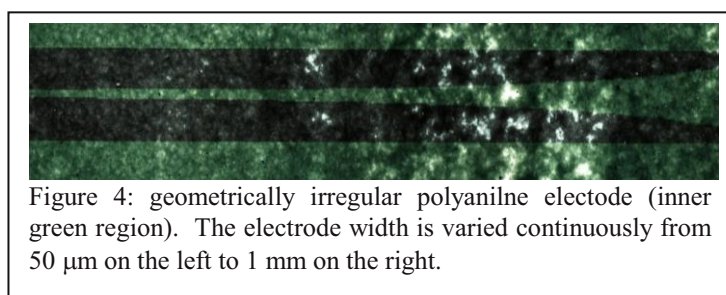 Figure 4: geometrically irregular polyanilne electode (inner
green region).  The electrode width is varied continuously from
50 μm on the left to 1 mm on the right.